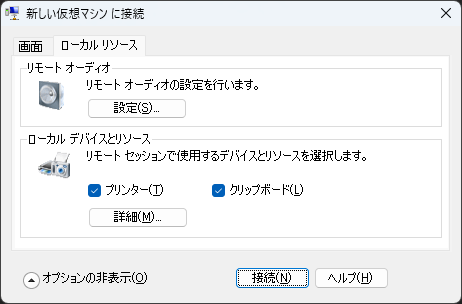 新しい仮想マシン に接続
画面
ローカル リソース
リモート オーディオ
リモート オーディオの設定を行います。
設定(S)...
ローカル デバイスとリソース
リモート セッションで使用するデバイスとリソースを選択します。
プリンター(T)
クリップボード(L)
詳細(M)...
オプションの非表示(O)
接続(N)
ヘルプ(H)